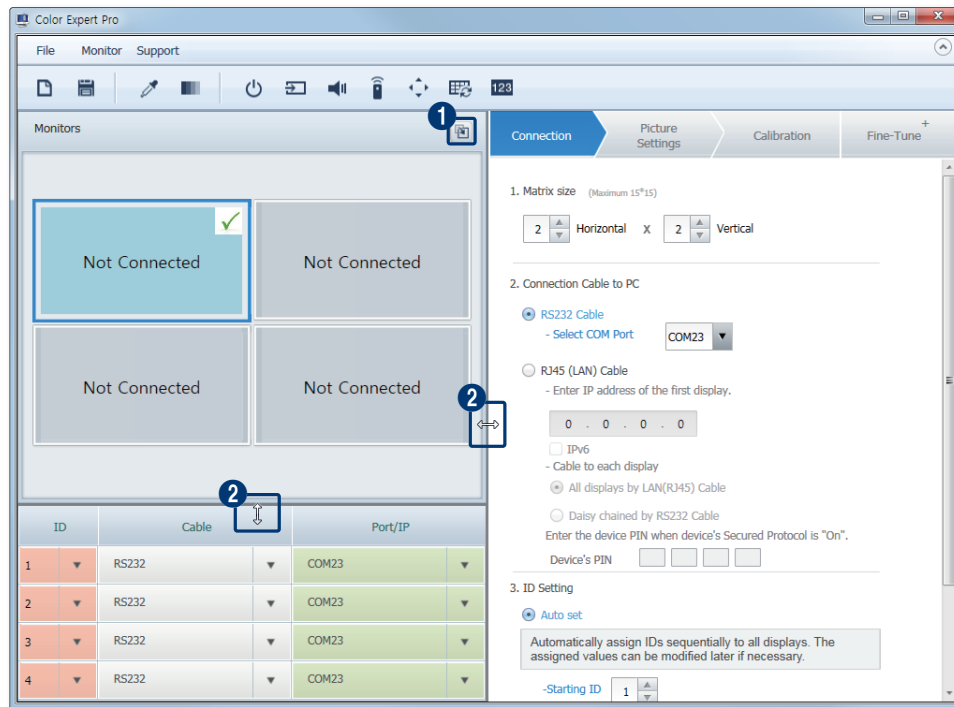 Color Expert Pro
File Monitor Support
123
1
Monitors
Connection
Picture
Settings
Calibration
Fine-Tune +
Not Connected
Not Connected
Not Connected
Not Connected
2
2
ID Cable Port/IP
1 RS232 COM23
2 RS232 COM23
3 RS232 COM23
4 RS232 COM23
1. Matrix size (Maximum 15*15)
2 Horizontal X 2 Vertical
2. Connection Cable to PC
RS232 Cable
- Select COM Port COM23
RJ45 (LAN) Cable
- Enter IP address of the first display.
0 . 0 . 0 . 0
IPv6
- Cable to each display
All displays by LAN(RJ45) Cable
Daisy chained by RS232 Cable
Enter the device PIN when device's Secured Protocol is "On".
Device's PIN
3. ID Setting
Auto set
Automatically assign IDs sequentially to all displays. The
assigned values can be modified later if necessary.
-Starting ID 1